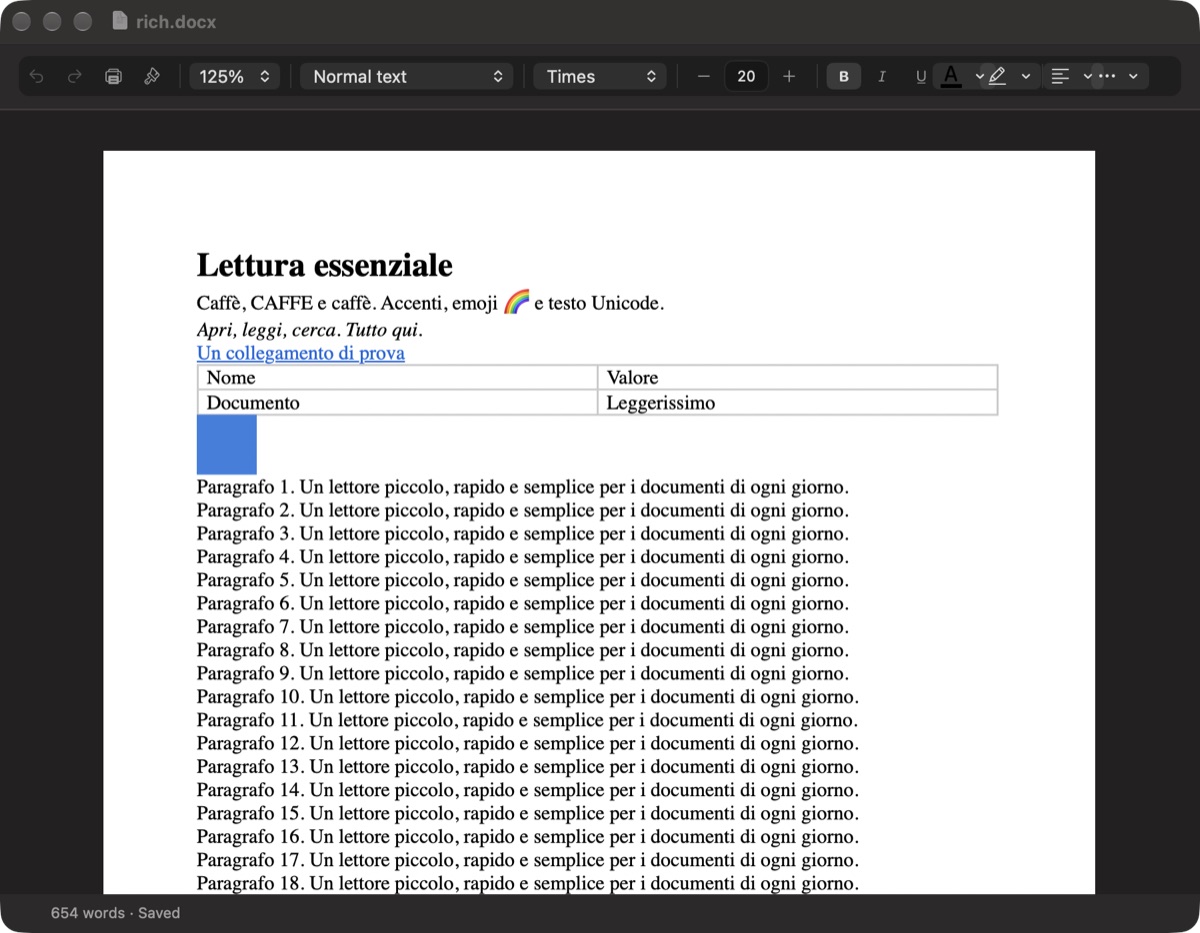 rich.docx
125% Normal text Times 20 B I U A
Lettura essenziale
Caffè, CAFFE e caffè. Accenti, emoji 🌈 e testo Unicode.
Apri, leggi, cerca. Tutto qui.
Un collegamento di prova
Nome Valore
Documento Leggerissimo
Paragrafo 1. Un lettore piccolo, rapido e semplice per i documenti di ogni giorno.
Paragrafo 2. Un lettore piccolo, rapido e semplice per i documenti di ogni giorno.
Paragrafo 3. Un lettore piccolo, rapido e semplice per i documenti di ogni giorno.
Paragrafo 4. Un lettore piccolo, rapido e semplice per i documenti di ogni giorno.
Paragrafo 5. Un lettore piccolo, rapido e semplice per i documenti di ogni giorno.
Paragrafo 6. Un lettore piccolo, rapido e semplice per i documenti di ogni giorno.
Paragrafo 7. Un lettore piccolo, rapido e semplice per i documenti di ogni giorno.
Paragrafo 8. Un lettore piccolo, rapido e semplice per i documenti di ogni giorno.
Paragrafo 9. Un lettore piccolo, rapido e semplice per i documenti di ogni giorno.
Paragrafo 10. Un lettore piccolo, rapido e semplice per i documenti di ogni giorno.
Paragrafo 11. Un lettore piccolo, rapido e semplice per i documenti di ogni giorno.
Paragrafo 12. Un lettore piccolo, rapido e semplice per i documenti di ogni giorno.
Paragrafo 13. Un lettore piccolo, rapido e semplice per i documenti di ogni giorno.
Paragrafo 14. Un lettore piccolo, rapido e semplice per i documenti di ogni giorno.
Paragrafo 15. Un lettore piccolo, rapido e semplice per i documenti di ogni giorno.
Paragrafo 16. Un lettore piccolo, rapido e semplice per i documenti di ogni giorno.
Paragrafo 17. Un lettore piccolo, rapido e semplice per i documenti di ogni giorno.
Paragrafo 18. Un lettore piccolo, rapido e semplice per i documenti di ogni giorno.
654 words · Saved